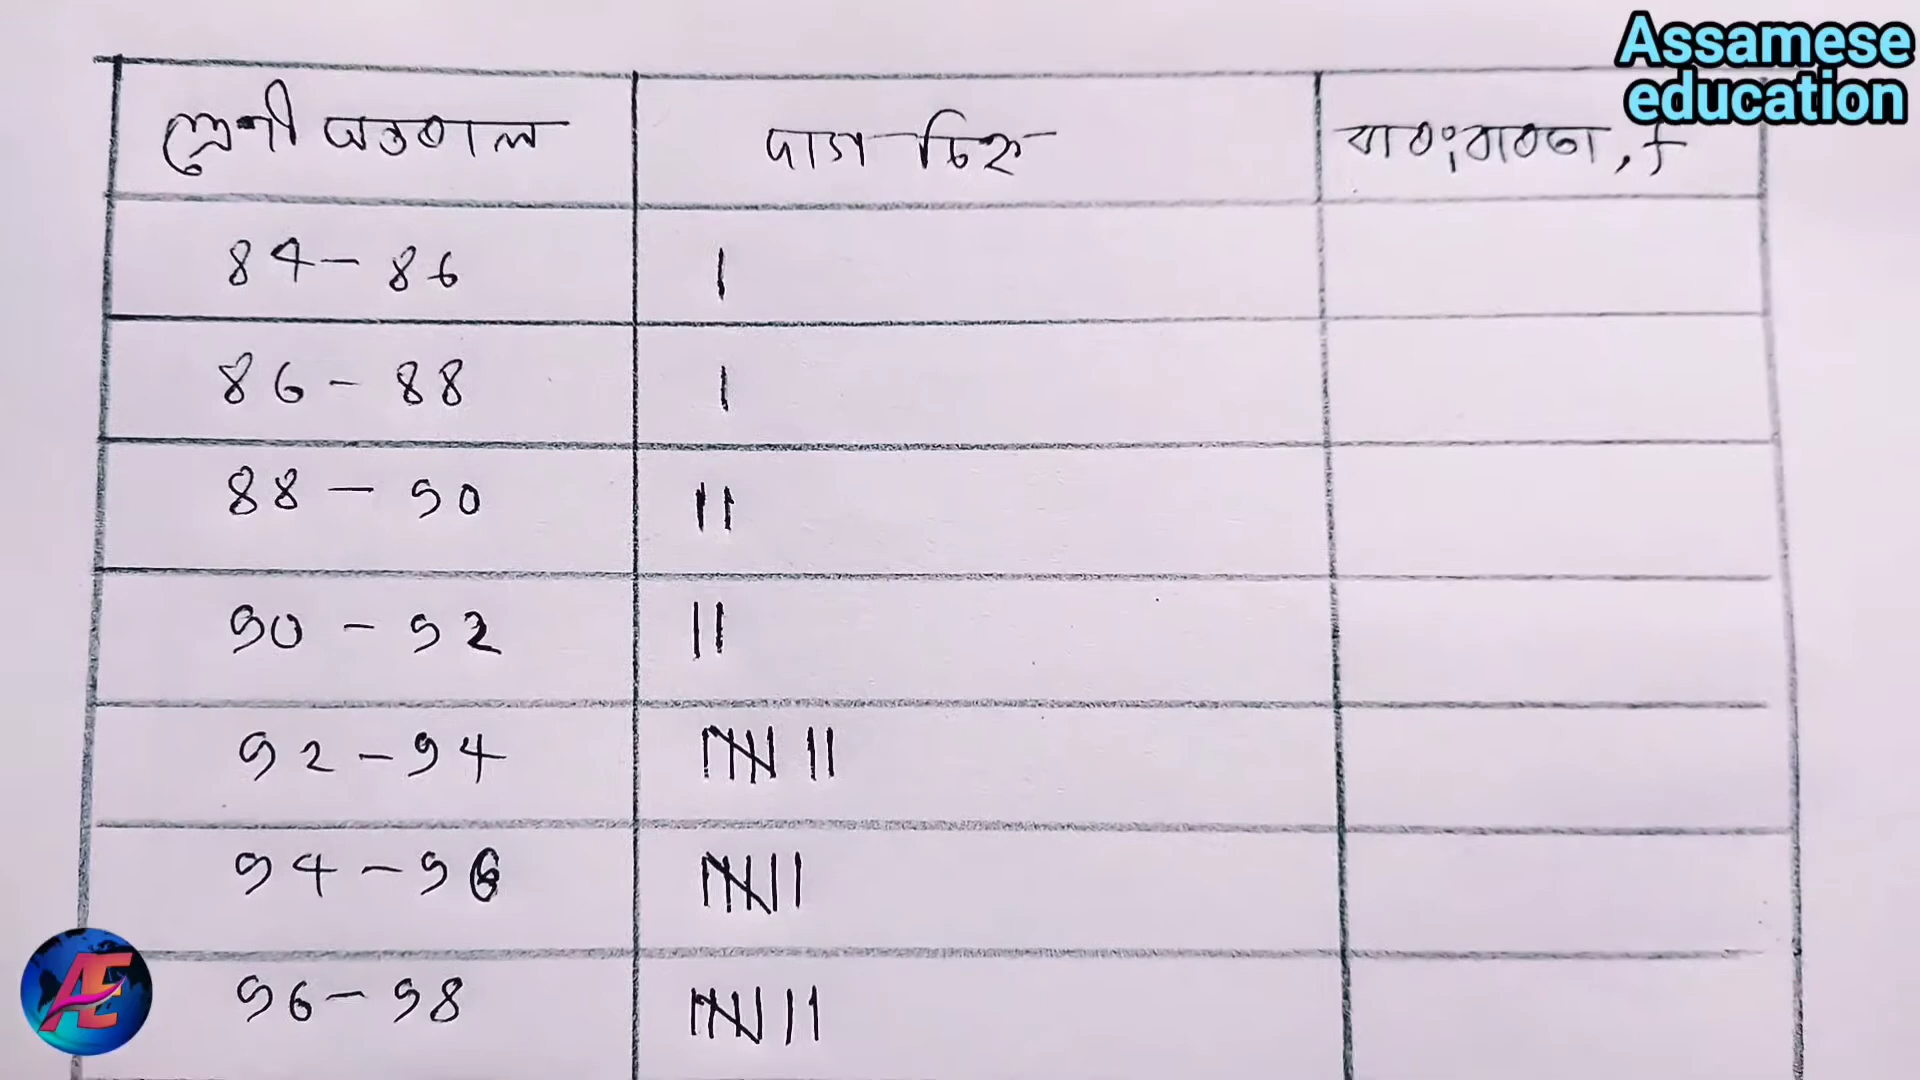 Assamese
education
শ্ৰেণী অন্তৰাল দাগ চিহ্ন বাৰংবাৰতা, f
84 - 86 |
86 - 88 |
88 - 90 ||
90 - 92 ||
92 - 94 |||| ||
94 - 96 |||| ||
96 - 98 |||| ||
AE